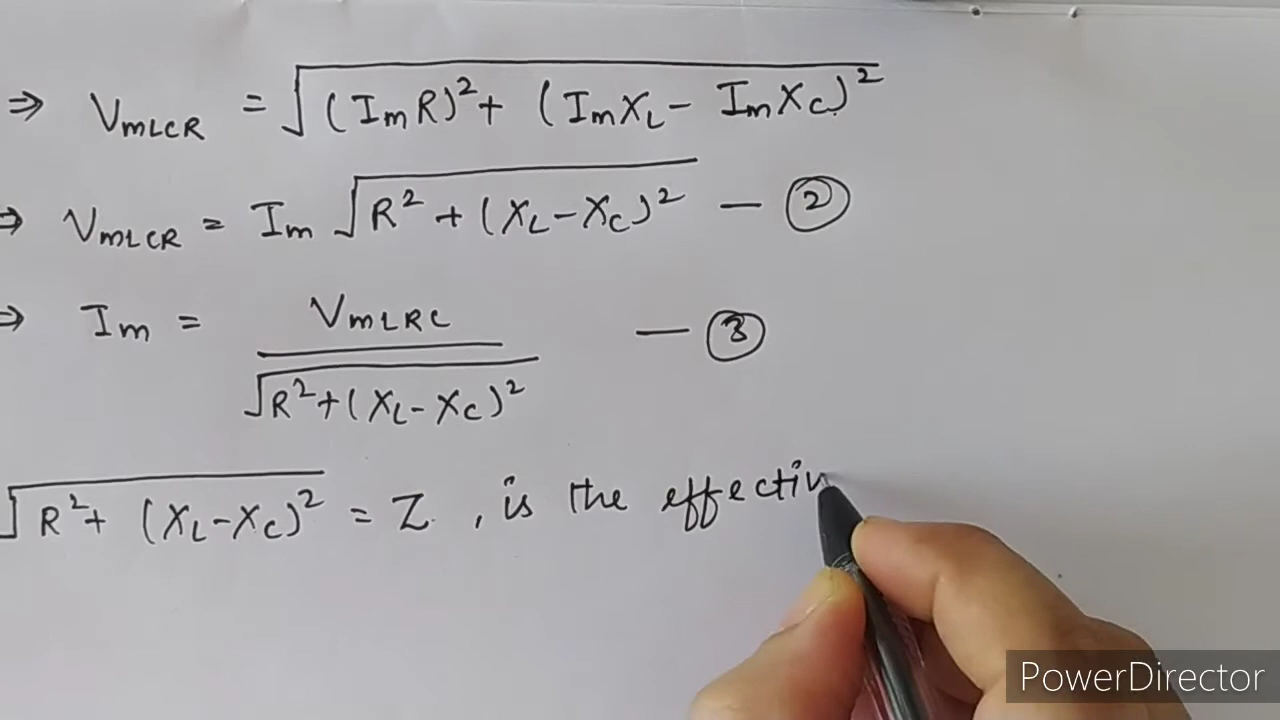 ⇒ VmLCR = √(ImR)² + (ImXL - ImXC)²
⇒ VmLCR = Im √R² + (XL-XC)² — ②
⇒ Im = VmLRC / √R²+(XL-XC)² — ③
√R²+ (XL-XC)² = Z , is the effectiv
PowerDirector